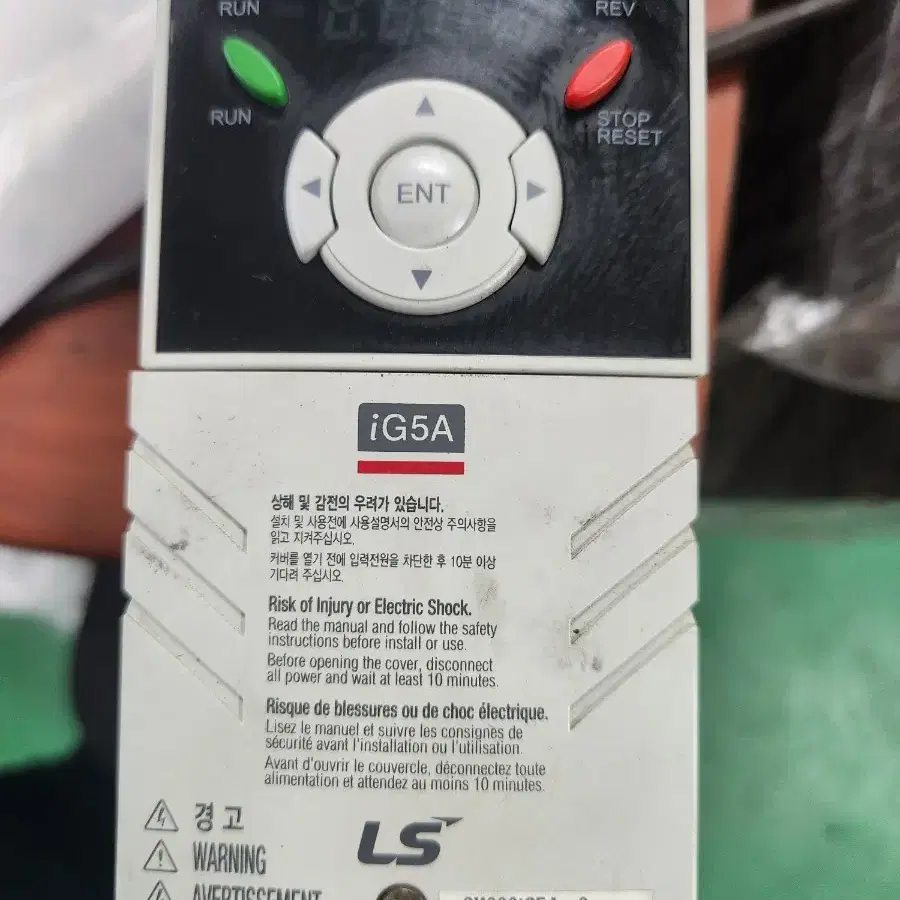 RUN
REV
RUN
STOP
RESET
ENT
iG5A
상해 및 감전의 우려가 있습니다.
설치 및 사용전에 사용설명서의 안전상 주의사항을
읽고 지켜주십시오.
커버를 열기 전에 입력전원을 차단한 후 10분 이상
기다려 주십시오.
Risk of Injury or Electric Shock.
Read the manual and follow the safety
instructions before install or use.
Before opening the cover, disconnect
all power and wait at least 10 minutes.
Risque de blessures ou de choc électrique.
Lisez le manuel et suivre les consignes de
sécurité avant l'installation ou l'utilisation.
Avant d'ouvrir le couvercle, déconnectez toute
alimentation et attendez au moins 10 minutes.
경고
WARNING
AVERTISSEMENT
LS